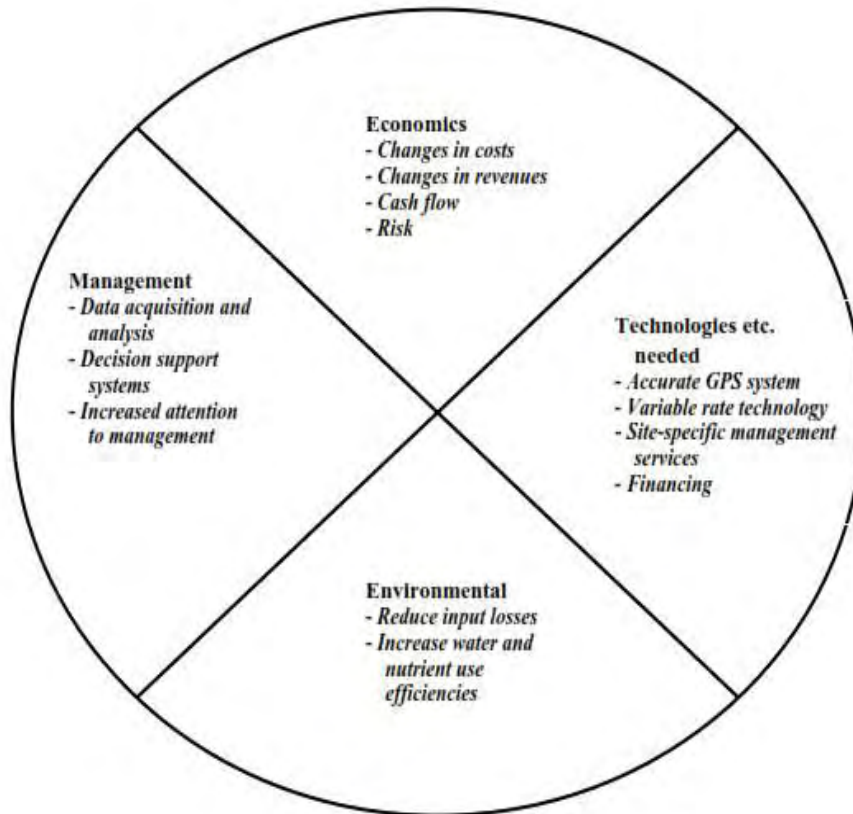 Economics
- Changes in costs
- Changes in revenues
- Cash flow
- Risk
Management
- Data acquisition and
analysis
- Decision support
systems
- Increased attention
to management
Technologies etc.
needed
- Accurate GPS system
- Variable rate technology
- Site-specific management
services
- Financing
Environmental
- Reduce input losses
- Increase water and
nutrient use
efficiencies